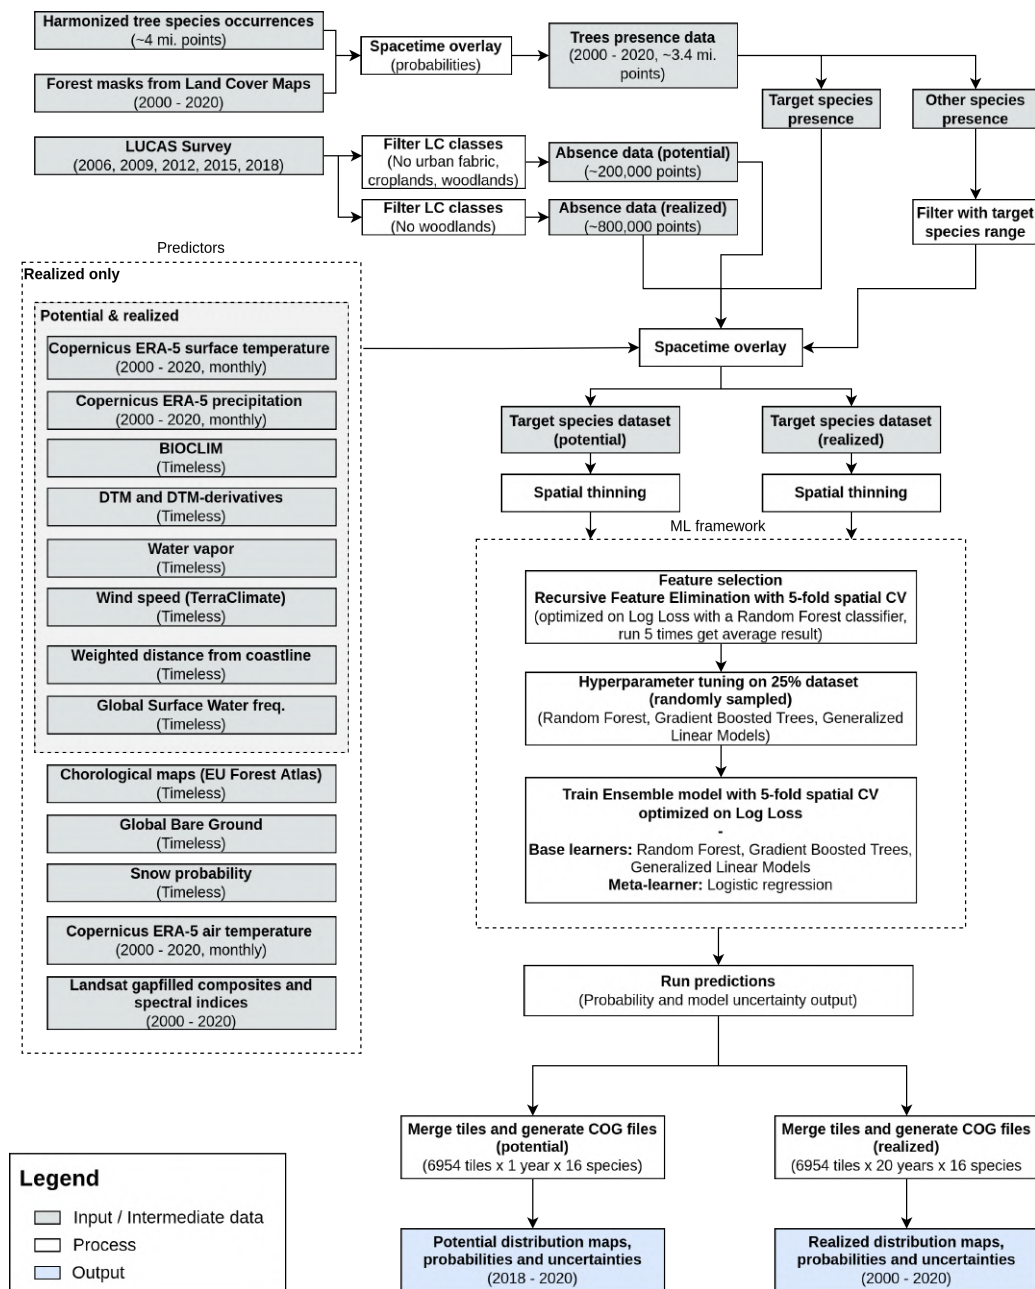 Harmonized tree species occurrences
(~4 mi. points)
Forest masks from Land Cover Maps
(2000 - 2020)
Spacetime overlay
(probabilities)
Trees presence data
(2000 - 2020, ~3.4 mi.
points)
Target species
presence
Other species
presence
LUCAS Survey
(2006, 2009, 2012, 2015, 2018)
Filter LC classes
(No urban fabric,
croplands, woodlands)
Absence data (potential)
(~200,000 points)
Filter LC classes
(No woodlands)
Absence data (realized)
(~800,000 points)
Filter with target
species range
Predictors
Realized only
Potential & realized
Copernicus ERA-5 surface temperature
(2000 - 2020, monthly)
Copernicus ERA-5 precipitation
(2000 - 2020, monthly)
BIOCLIM
(Timeless)
DTM and DTM-derivatives
(Timeless)
Water vapor
(Timeless)
Wind speed (TerraClimate)
(Timeless)
Weighted distance from coastline
(Timeless)
Global Surface Water freq.
(Timeless)
Chorological maps (EU Forest Atlas)
(Timeless)
Global Bare Ground
(Timeless)
Snow probability
(Timeless)
Copernicus ERA-5 air temperature
(2000 - 2020, monthly)
Landsat gapfilled composites and
spectral indices
(2000 - 2020)
Spacetime overlay
Target species dataset
(potential)
Target species dataset
(realized)
Spatial thinning
Spatial thinning
ML framework
Feature selection
Recursive Feature Elimination with 5-fold spatial CV
(optimized on Log Loss with a Random Forest classifier,
run 5 times get average result)
Hyperparameter tuning on 25% dataset
(randomly sampled)
(Random Forest, Gradient Boosted Trees, Generalized
Linear Models)
Train Ensemble model with 5-fold spatial CV
optimized on Log Loss
-
Base learners: Random Forest, Gradient Boosted Trees,
Generalized Linear Models
Meta-learner: Logistic regression
Run predictions
(Probability and model uncertainty output)
Merge tiles and generate COG files
(potential)
(6954 tiles x 1 year x 16 species)
Merge tiles and generate COG files
(realized)
(6954 tiles x 20 years x 16 species
Potential distribution maps,
probabilities and uncertainties
(2018 - 2020)
Realized distribution maps,
probabilities and uncertainties
(2000 - 2020)
Legend
Input / Intermediate data
Process
Output